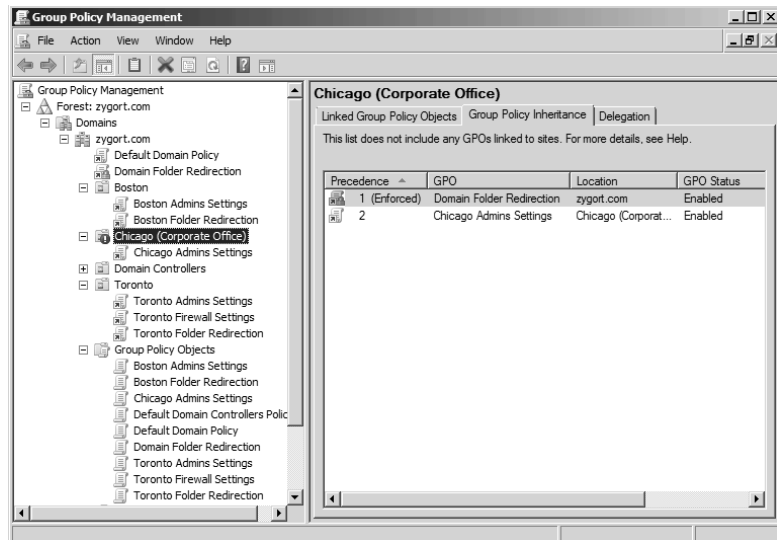 Group Policy Management
File Action View Window Help
Group Policy Management
Forest: zygort.com
Domains
zygort.com
Default Domain Policy
Domain Folder Redirection
Boston
Boston Admins Settings
Boston Folder Redirection
Chicago (Corporate Office)
Chicago Admins Settings
Domain Controllers
Toronto
Toronto Admins Settings
Toronto Firewall Settings
Toronto Folder Redirection
Group Policy Objects
Boston Admins Settings
Boston Folder Redirection
Chicago Admins Settings
Default Domain Controllers Polic
Default Domain Policy
Domain Folder Redirection
Toronto Admins Settings
Toronto Firewall Settings
Toronto Folder Redirection
Chicago (Corporate Office)
Linked Group Policy Objects Group Policy Inheritance Delegation
This list does not include any GPOs linked to sites. For more details, see Help.
Precedence GPO Location GPO Status
1 (Enforced) Domain Folder Redirection zygort.com Enabled
2 Chicago Admins Settings Chicago (Corporat... Enabled